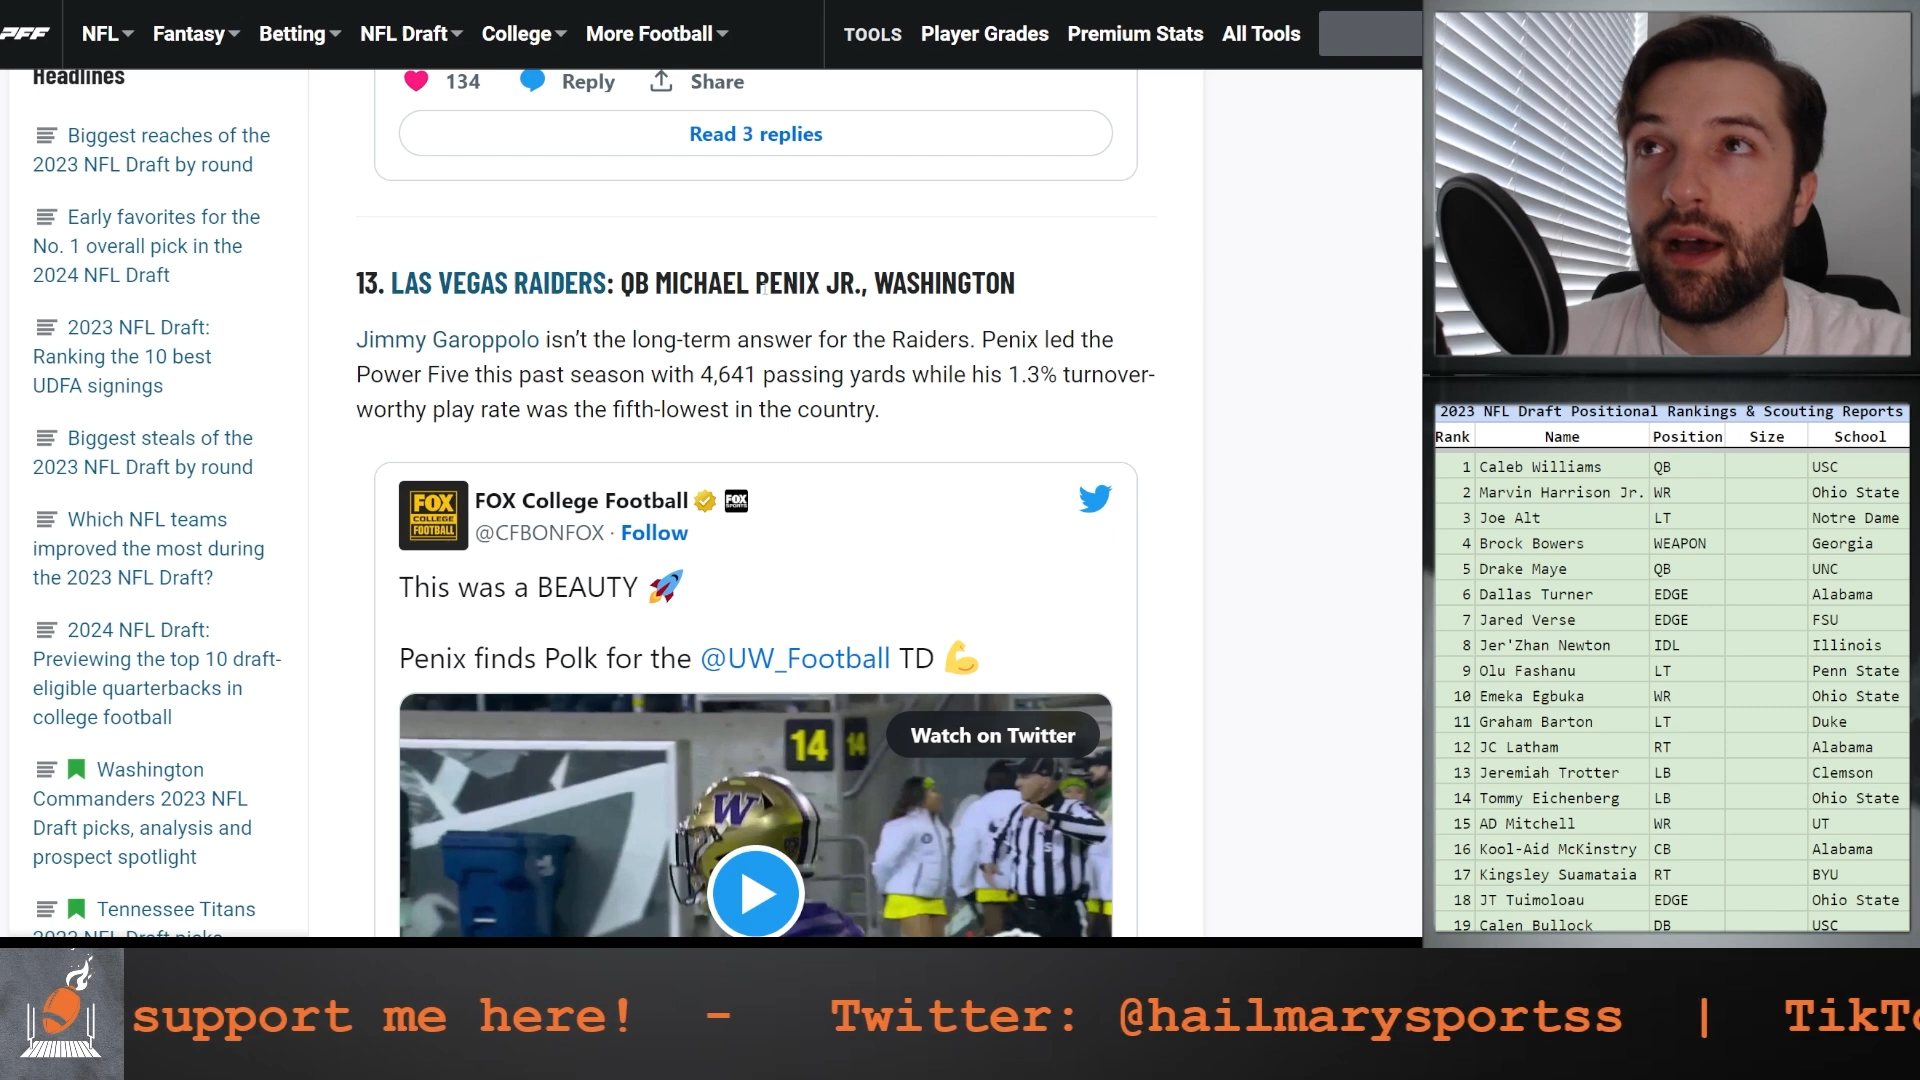 PFF
NFL
Fantasy
Betting
NFL Draft
College
More Football
TOOLS
Player Grades
Premium Stats
All Tools
Headlines
Biggest reaches of the
2023 NFL Draft by round
Early favorites for the
No. 1 overall pick in the
2024 NFL Draft
2023 NFL Draft:
Ranking the 10 best
UDFA signings
Biggest steals of the
2023 NFL Draft by round
Which NFL teams
improved the most during
the 2023 NFL Draft?
2024 NFL Draft:
Previewing the top 10 draft-
eligible quarterbacks in
college football
Washington
Commanders 2023 NFL
Draft picks, analysis and
prospect spotlight
Tennessee Titans
2023 NFL Draft picks,
134 Reply Share
Read 3 replies
13. LAS VEGAS RAIDERS: QB MICHAEL PENIX JR., WASHINGTON
Jimmy Garoppolo isn’t the long-term answer for the Raiders. Penix led the
Power Five this past season with 4,641 passing yards while his 1.3% turnover-
worthy play rate was the fifth-lowest in the country.
FOX
COLLEGE
FOOTBALL
FOX College Football FOX SPORTS
@CFBONFOX · Follow
This was a BEAUTY 🚀
Penix finds Polk for the @UW_Football TD 💪
Watch on Twitter
14 14
W
2023 NFL Draft Positional Rankings & Scouting Reports
Rank Name Position Size School
1 Caleb Williams QB USC
2 Marvin Harrison Jr. WR Ohio State
3 Joe Alt LT Notre Dame
4 Brock Bowers WEAPON Georgia
5 Drake Maye QB UNC
6 Dallas Turner EDGE Alabama
7 Jared Verse EDGE FSU
8 Jer'Zhan Newton IDL Illinois
9 Olu Fashanu LT Penn State
10 Emeka Egbuka WR Ohio State
11 Graham Barton LT Duke
12 JC Latham RT Alabama
13 Jeremiah Trotter LB Clemson
14 Tommy Eichenberg LB Ohio State
15 AD Mitchell WR UT
16 Kool-Aid McKinstry CB Alabama
17 Kingsley Suamataia RT BYU
18 JT Tuimoloau EDGE Ohio State
19 Calen Bullock DB USC
support me here! - Twitter: @hailmarysportss | TikTo